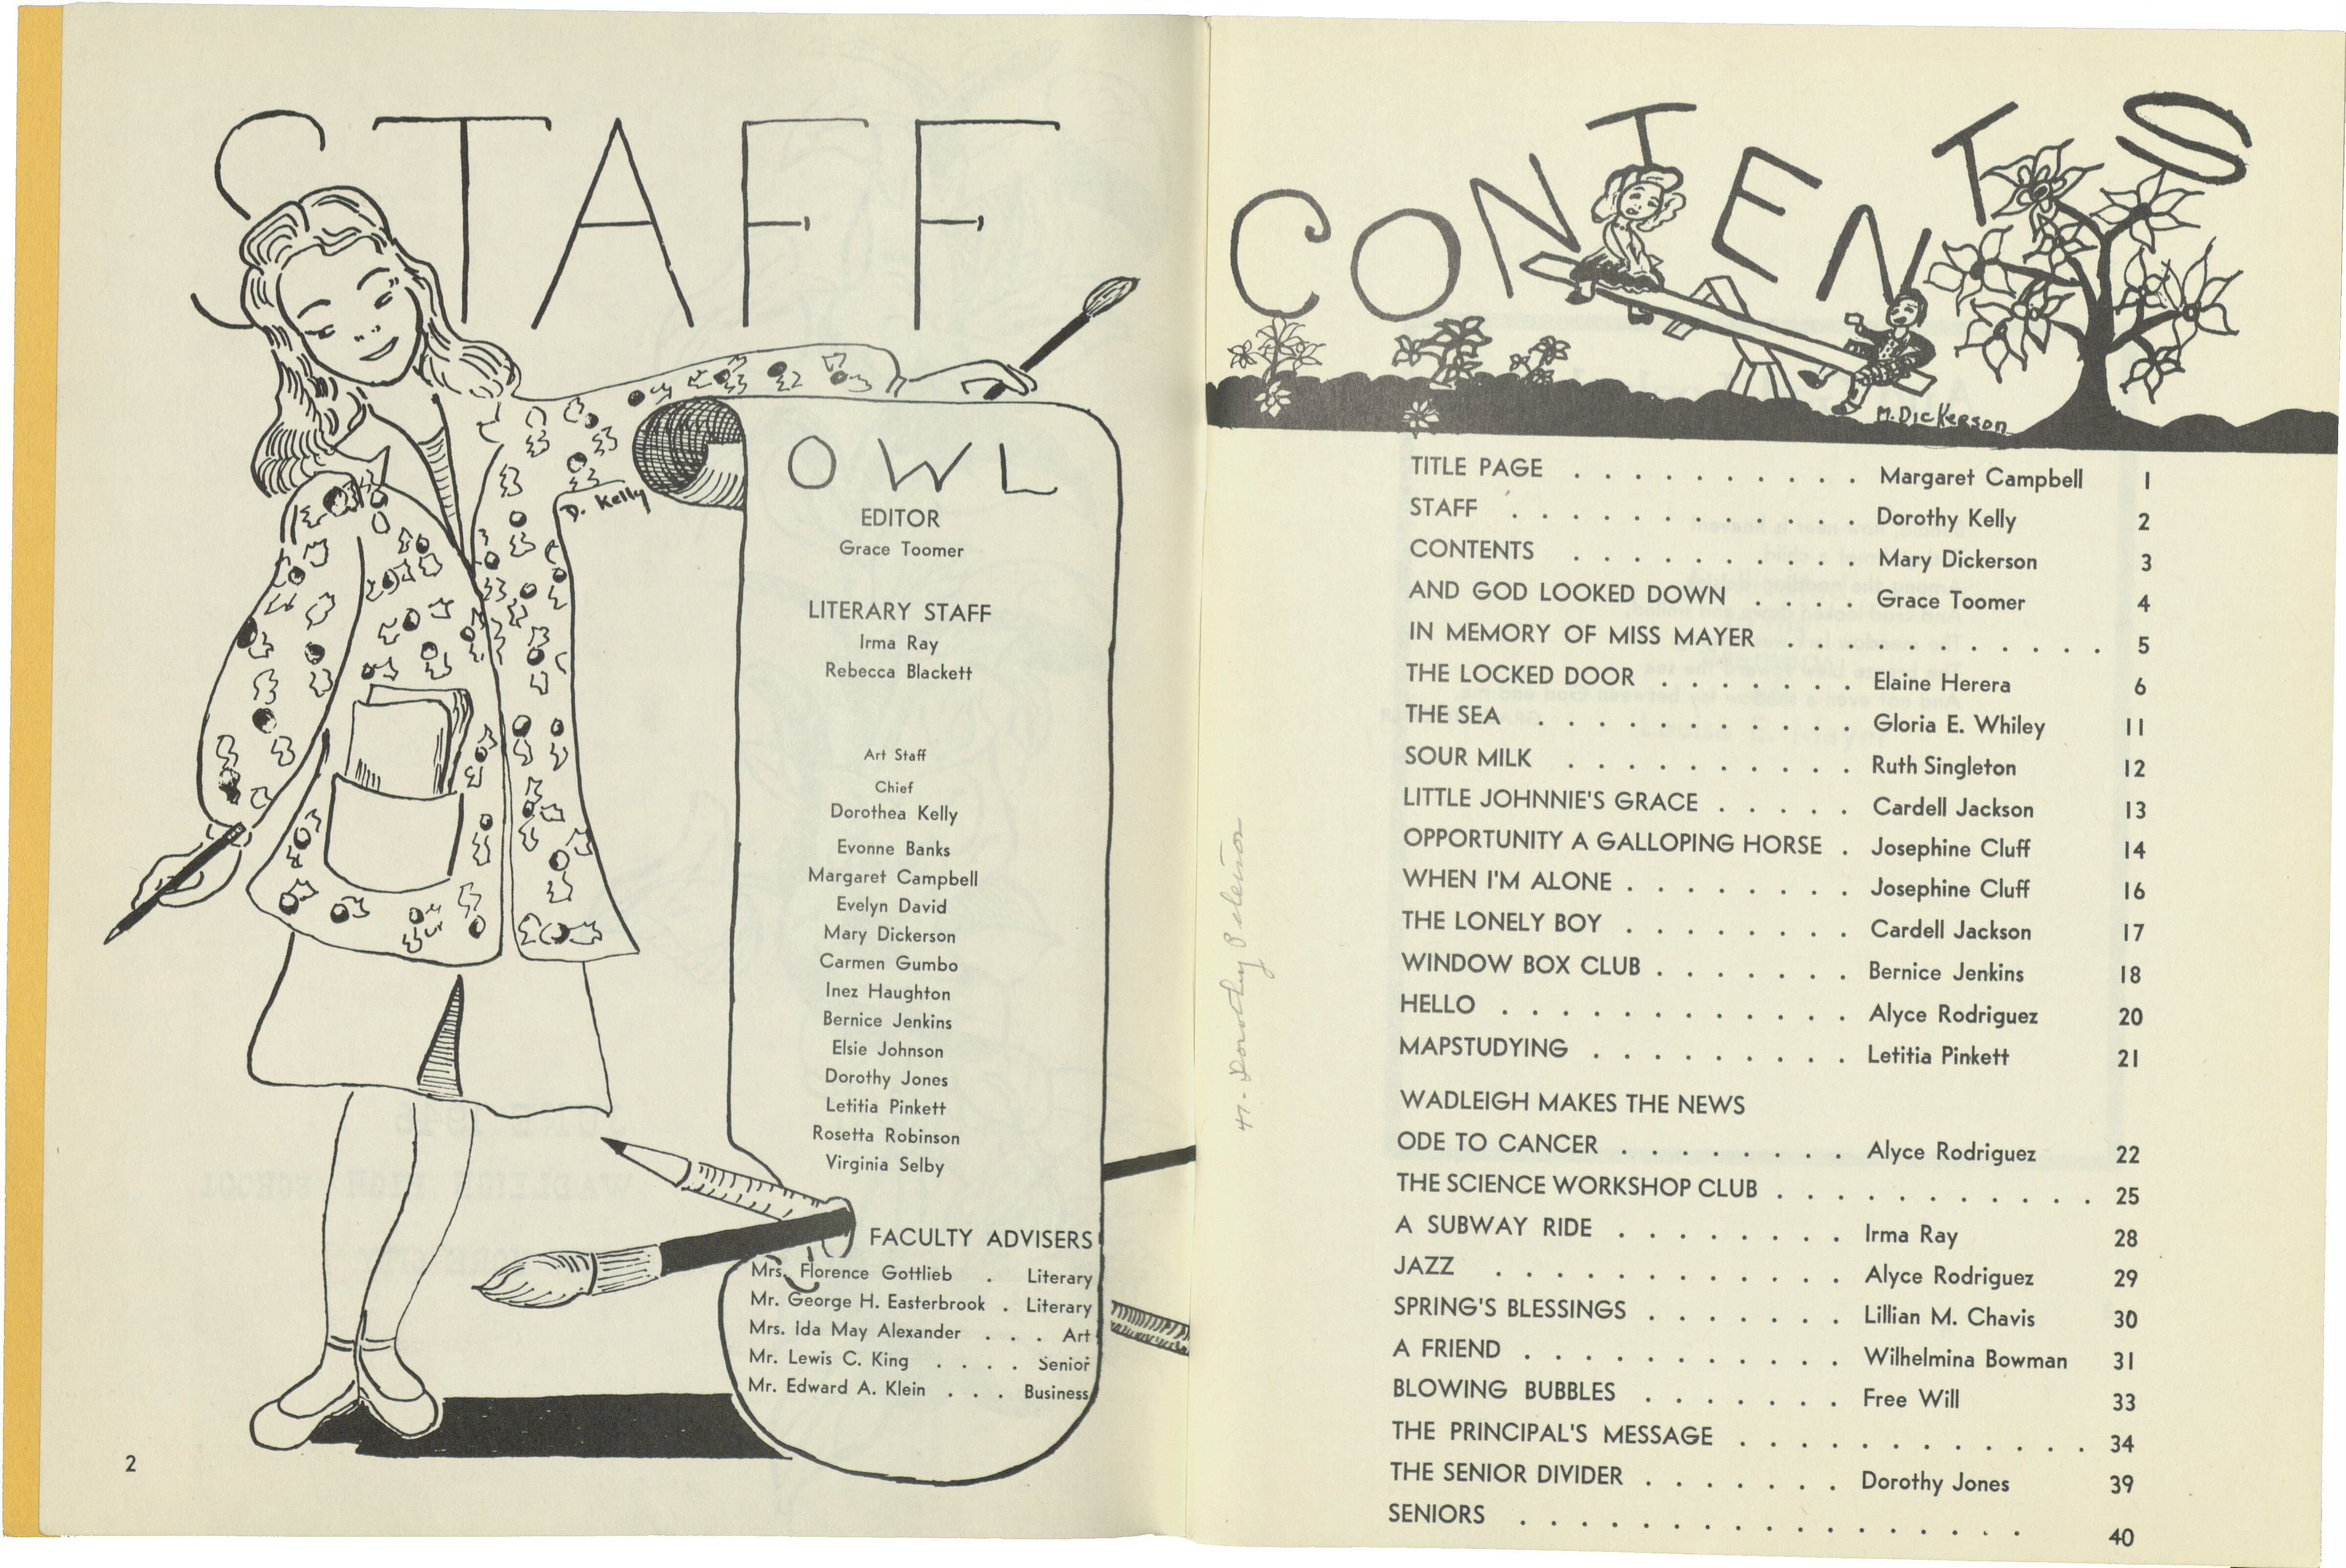 STAFF
D. Kelly
OWL
EDITOR
Grace Toomer
LITERARY STAFF
Irma Ray
Rebecca Blackett
Art Staff
Chief
Dorothea Kelly
Evonne Banks
Margaret Campbell
Evelyn David
Mary Dickerson
Carmen Gumbo
Inez Haughton
Bernice Jenkins
Elsie Johnson
Dorothy Jones
Letitia Pinkett
Rosetta Robinson
Virginia Selby
FACULTY ADVISERS
Mrs. Florence Gottlieb . Literary
Mr. George H. Easterbrook . Literary
Mrs. Ida May Alexander . . . Art
Mr. Lewis C. King . . . . Senior
Mr. Edward A. Klein . . . Business
2
CONTENTS
M. Dickerson
TITLE PAGE . . . . . . . . . . Margaret Campbell 1
STAFF . . . . . . . . . . . . Dorothy Kelly 2
CONTENTS . . . . . . . . . . Mary Dickerson 3
AND GOD LOOKED DOWN . . . . Grace Toomer 4
IN MEMORY OF MISS MAYER . . . . . . . . . . . 5
THE LOCKED DOOR . . . . . . . Elaine Herera 6
THE SEA . . . . . . . . . . . Gloria E. Whiley 11
SOUR MILK . . . . . . . . . . Ruth Singleton 12
LITTLE JOHNNIE'S GRACE . . . . . Cardell Jackson 13
OPPORTUNITY A GALLOPING HORSE . Josephine Cluff 14
WHEN I'M ALONE . . . . . . . . Josephine Cluff 16
THE LONELY BOY . . . . . . . . Cardell Jackson 17
WINDOW BOX CLUB . . . . . . . Bernice Jenkins 18
HELLO . . . . . . . . . . . . Alyce Rodriguez 20
MAPSTUDYING . . . . . . . . . Letitia Pinkett 21
WADLEIGH MAKES THE NEWS
ODE TO CANCER . . . . . . . . Alyce Rodriguez 22
THE SCIENCE WORKSHOP CLUB . . . . . . . . . . . 25
A SUBWAY RIDE . . . . . . . . Irma Ray 28
JAZZ . . . . . . . . . . . . Alyce Rodriguez 29
SPRING'S BLESSINGS . . . . . . . Lillian M. Chavis 30
A FRIEND . . . . . . . . . . . Wilhelmina Bowman 31
BLOWING BUBBLES . . . . . . . Free Will 33
THE PRINCIPAL'S MESSAGE . . . . . . . . . . . . 34
THE SENIOR DIVIDER . . . . . . . Dorothy Jones 39
SENIORS . . . . . . . . . . . . . . . . . 40
Dorothy